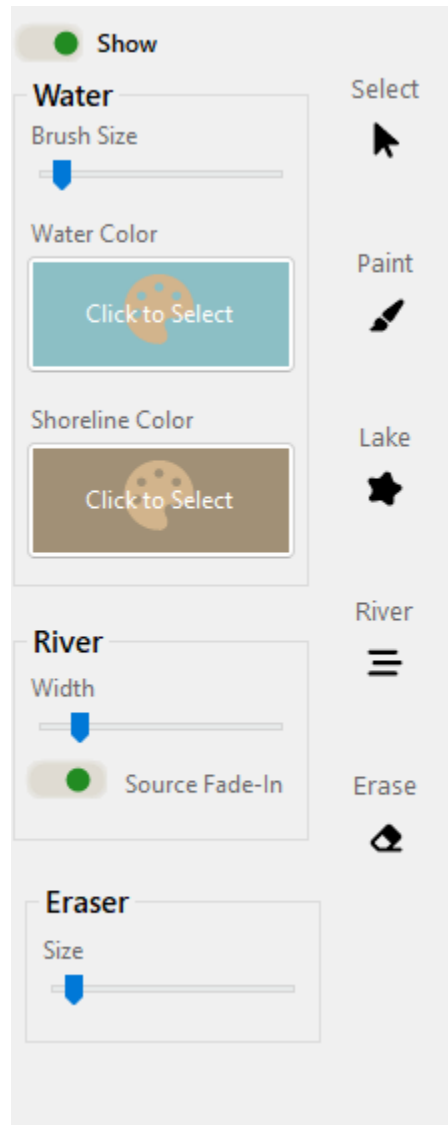 Show
Water
Brush Size
Water Color
Click to Select
Shoreline Color
Click to Select
River
Width
Source Fade-In
Eraser
Size
Select
Paint
Lake
River
Erase